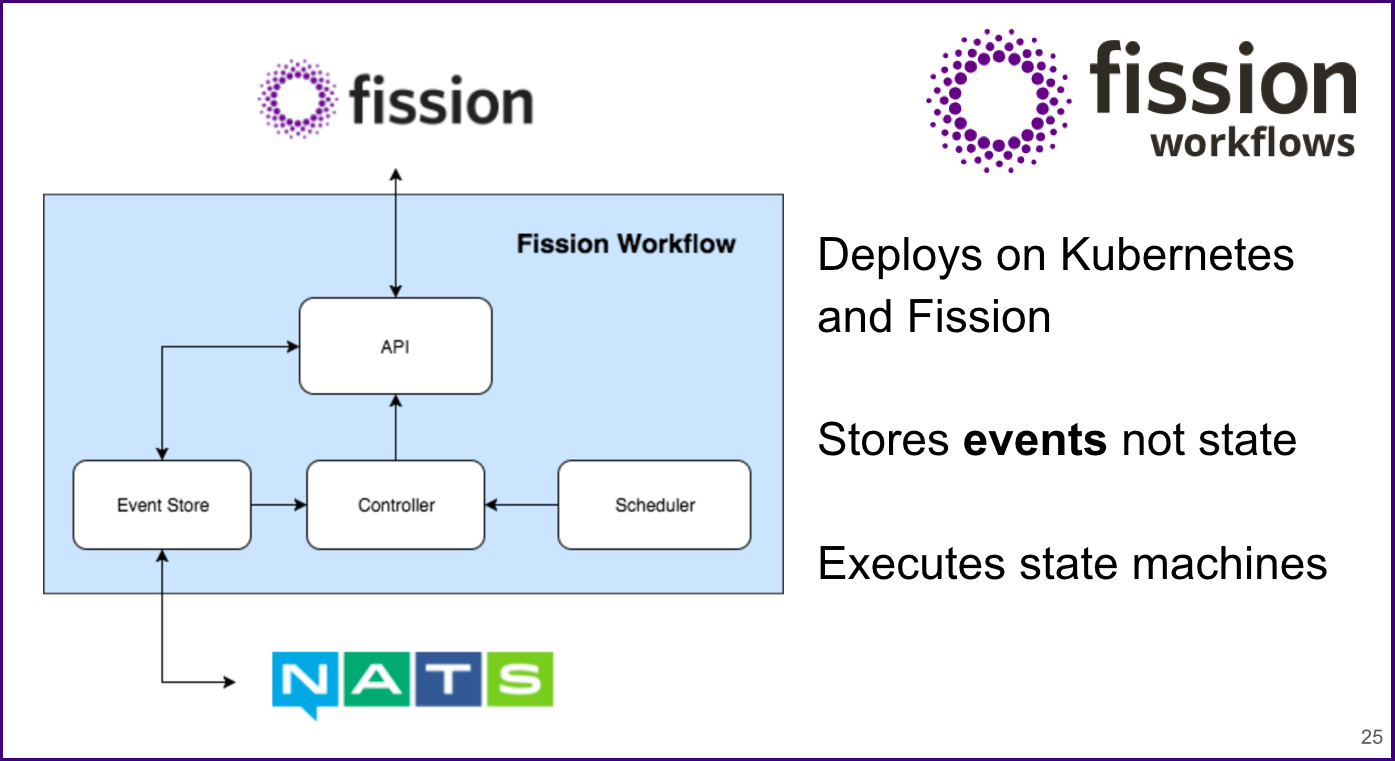 fission
fission
workflows
Fission Workflow
API
Event Store
Controller
Scheduler
NATS
Deploys on Kubernetes
and Fission
Stores events not state
Executes state machines
25